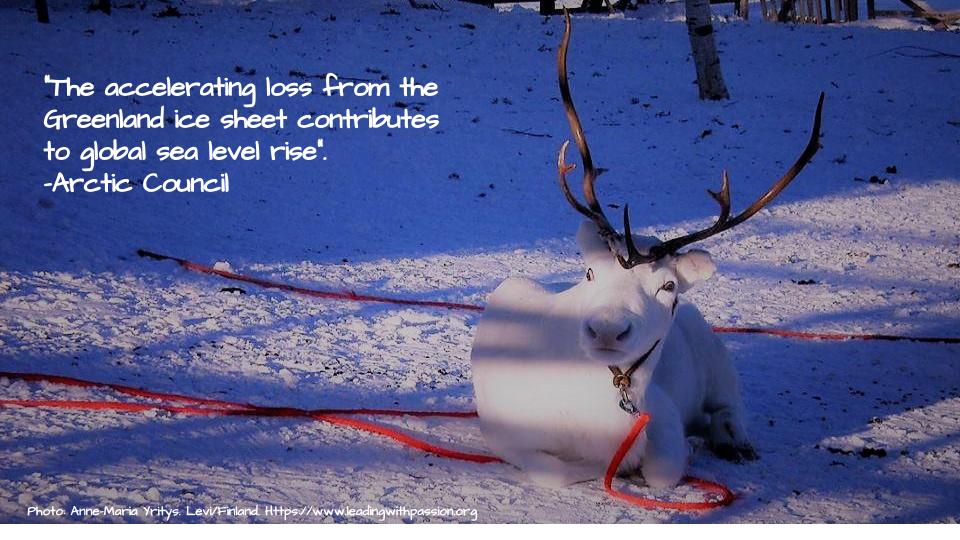 "The accelerating loss from the
Greenland ice sheet contributes
to global sea level rise".
-Arctic Council
Photo: Anne-Maria Yritys. Levi/Finland. Https://www.leadingwithpassion.org